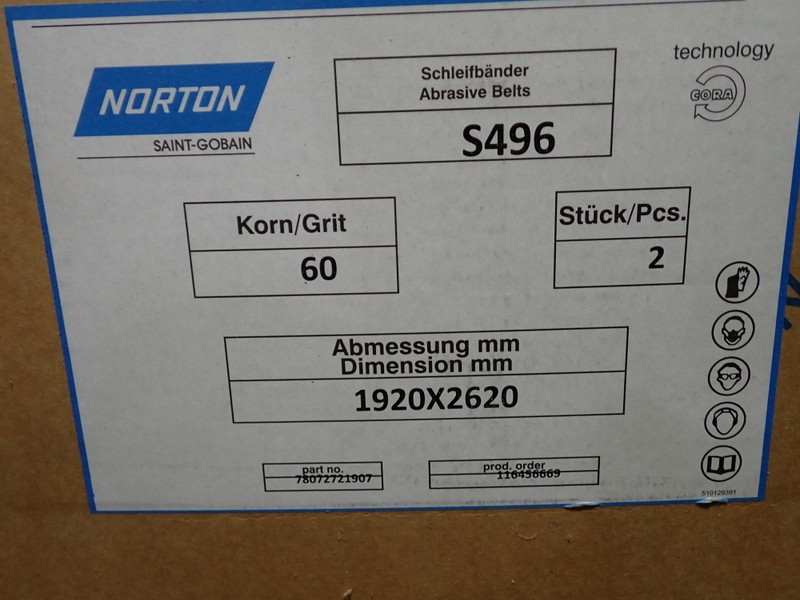 NORTON
SAINT-GOBAIN
Schleifbänder
Abrasive Belts
S496
technology
CORA
Korn/Grit
60
Stück/Pcs.
2
Abmessung mm
Dimension mm
1920X2620
part no.
78072721907
prod. order
116456669
510128391